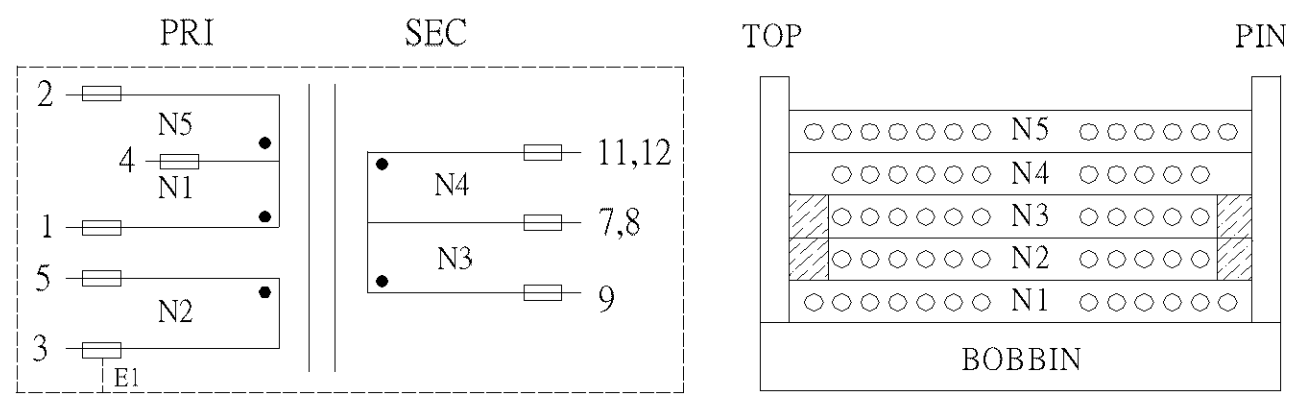 PRI SEC
2
N5
4
N1
1
5
N2
3
E1
11,12
N4
7,8
N3
9
TOP PIN
N5
N4
N3
N2
N1
BOBBIN